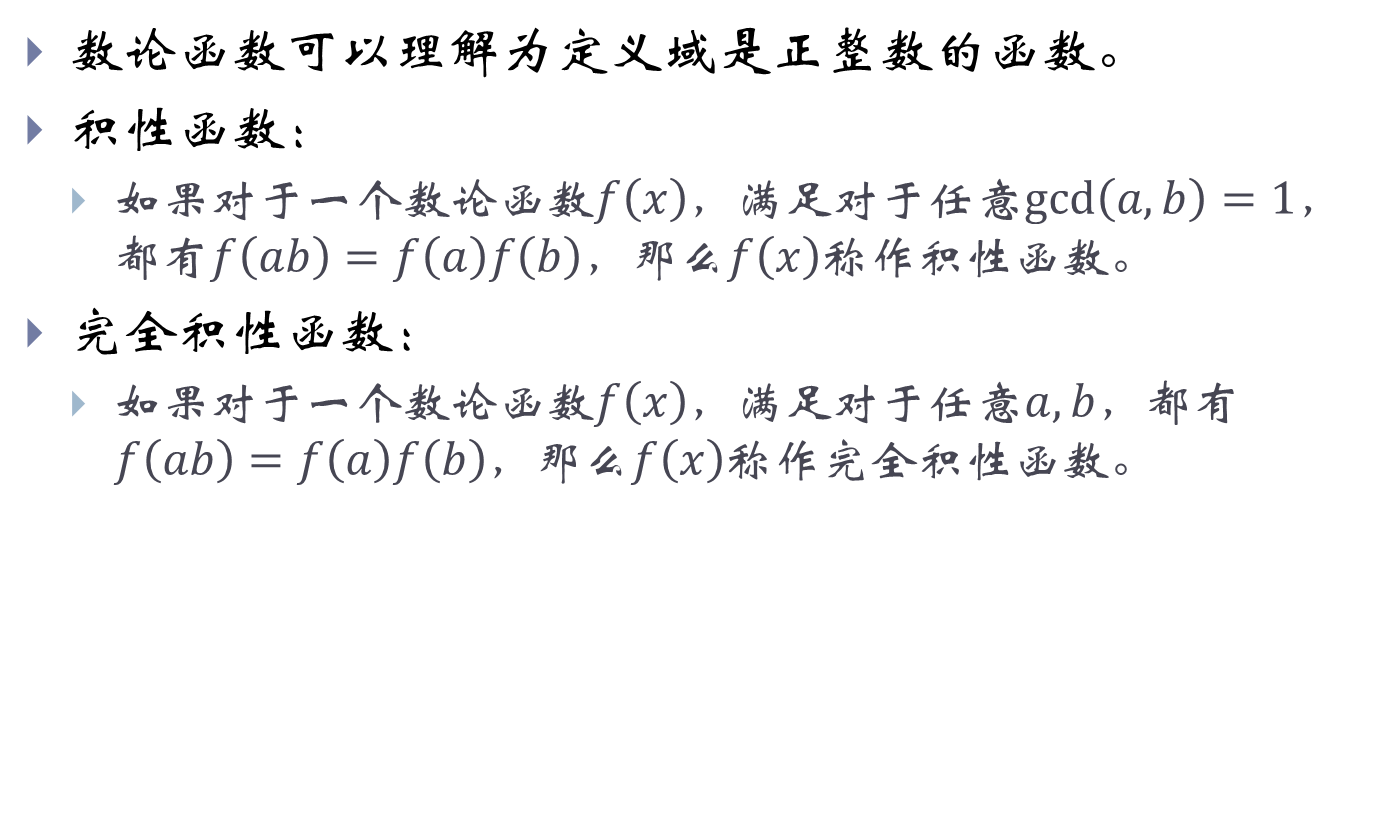 数论函数可以理解为定义域是正整数的函数。
积性函数：
如果对于一个数论函数f(x)，满足对于任意gcd(a,b) = 1，
都有f(ab) = f(a)f(b)，那么f(x)称作积性函数。
完全积性函数：
如果对于一个数论函数f(x)，满足对于任意a,b，都有
f(ab) = f(a)f(b)，那么f(x)称作完全积性函数。